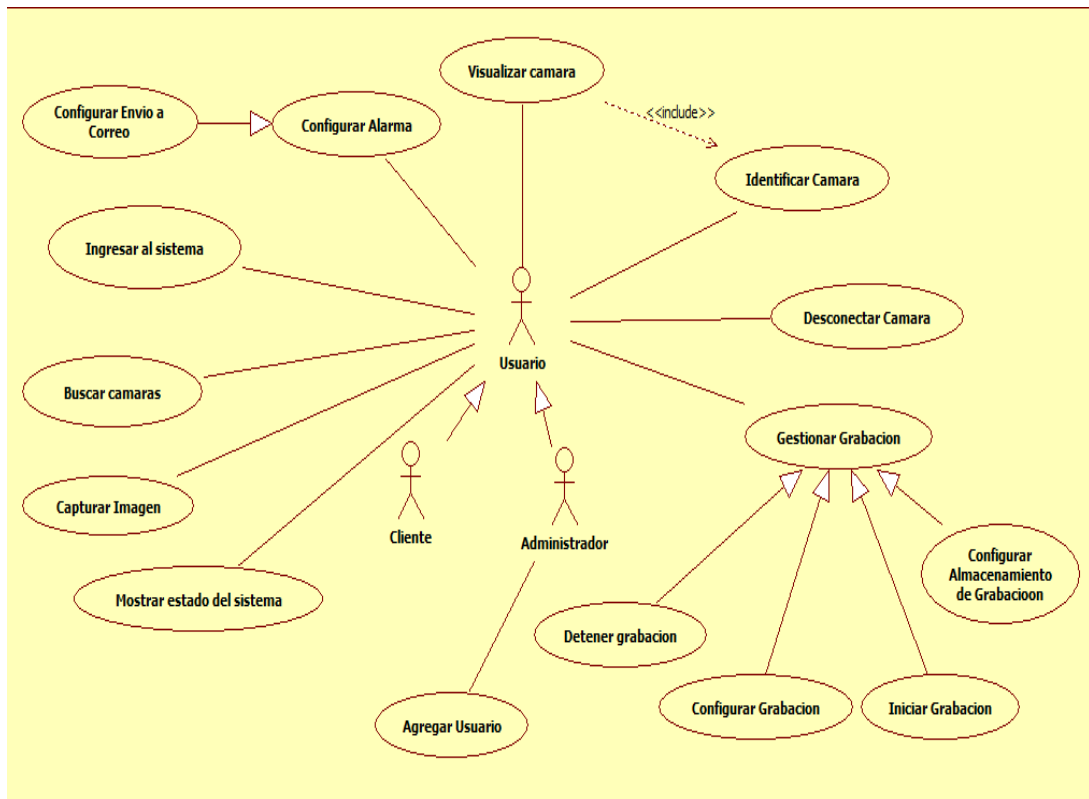 Visualizar camara
Configurar Envio a
Correo
Configurar Alarma
<<include>>
Identificar Camara
Ingresar al sistema
Desconectar Camara
Usuario
Buscar camaras
Gestionar Grabacion
Capturar Imagen
Cliente
Administrador
Configurar
Almacenamiento
de Grabacioon
Mostrar estado del sistema
Detener grabacion
Agregar Usuario
Configurar Grabacion
Iniciar Grabacion